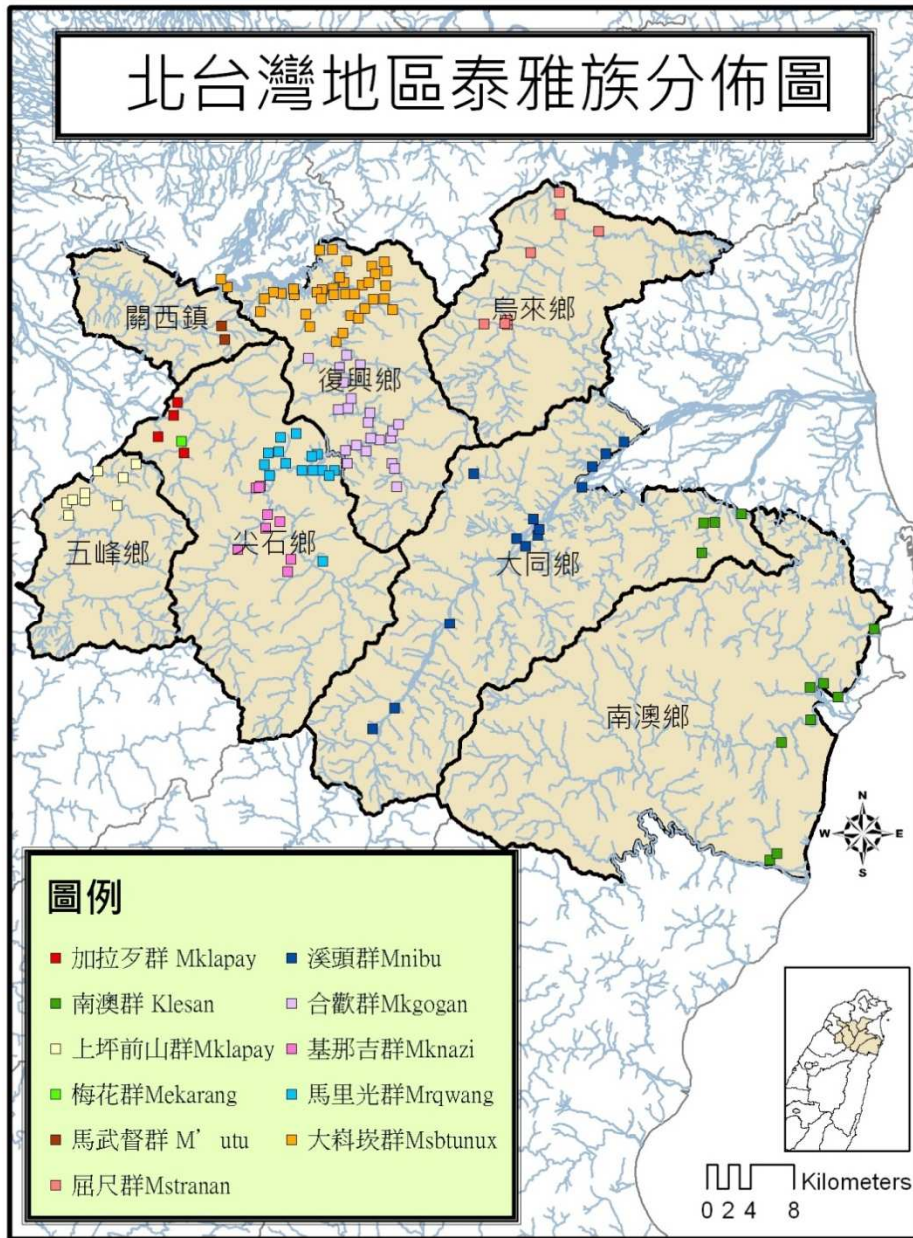 北台灣地區泰雅族分佈圖
烏來鄉
關西鎮
復興鄉
五峰鄉
尖石鄉
大同鄉
南澳鄉
N
W E
S
圖例
加拉歹群 Mklapay
南澳群 Klesan
上坪前山群Mklapay
梅花群Mekarang
馬武督群 M’utu
屈尺群Mstranan
溪頭群Mnibu
合歡群Mkgogan
基那吉群Mknazi
馬里光群Mrqwang
大嵙崁群Msbtunux
Kilometers
0 2 4 8